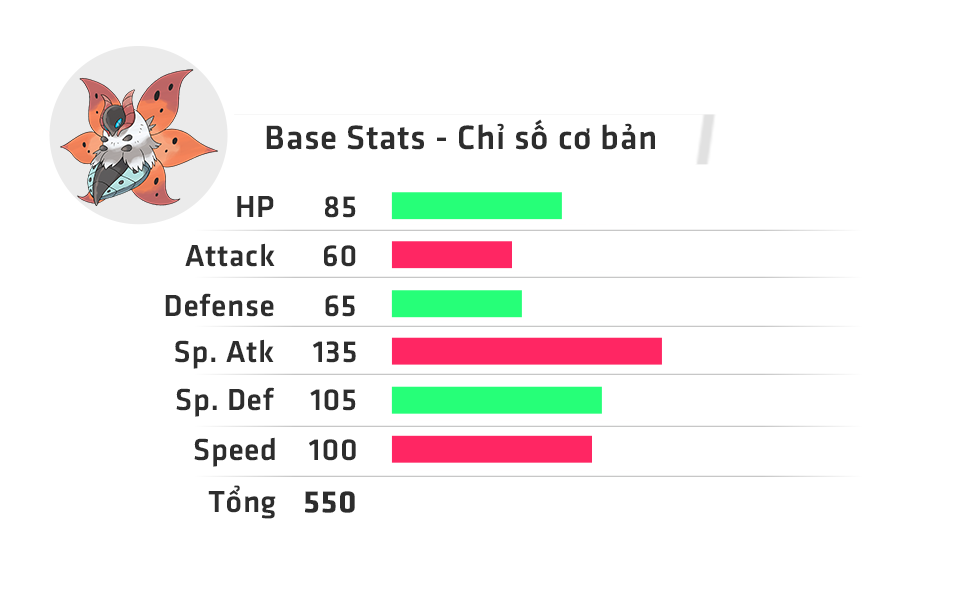 Base Stats - Chỉ số cơ bản
HP 85
Attack 60
Defense 65
Sp. Atk 135
Sp. Def 105
Speed 100
Tổng 550